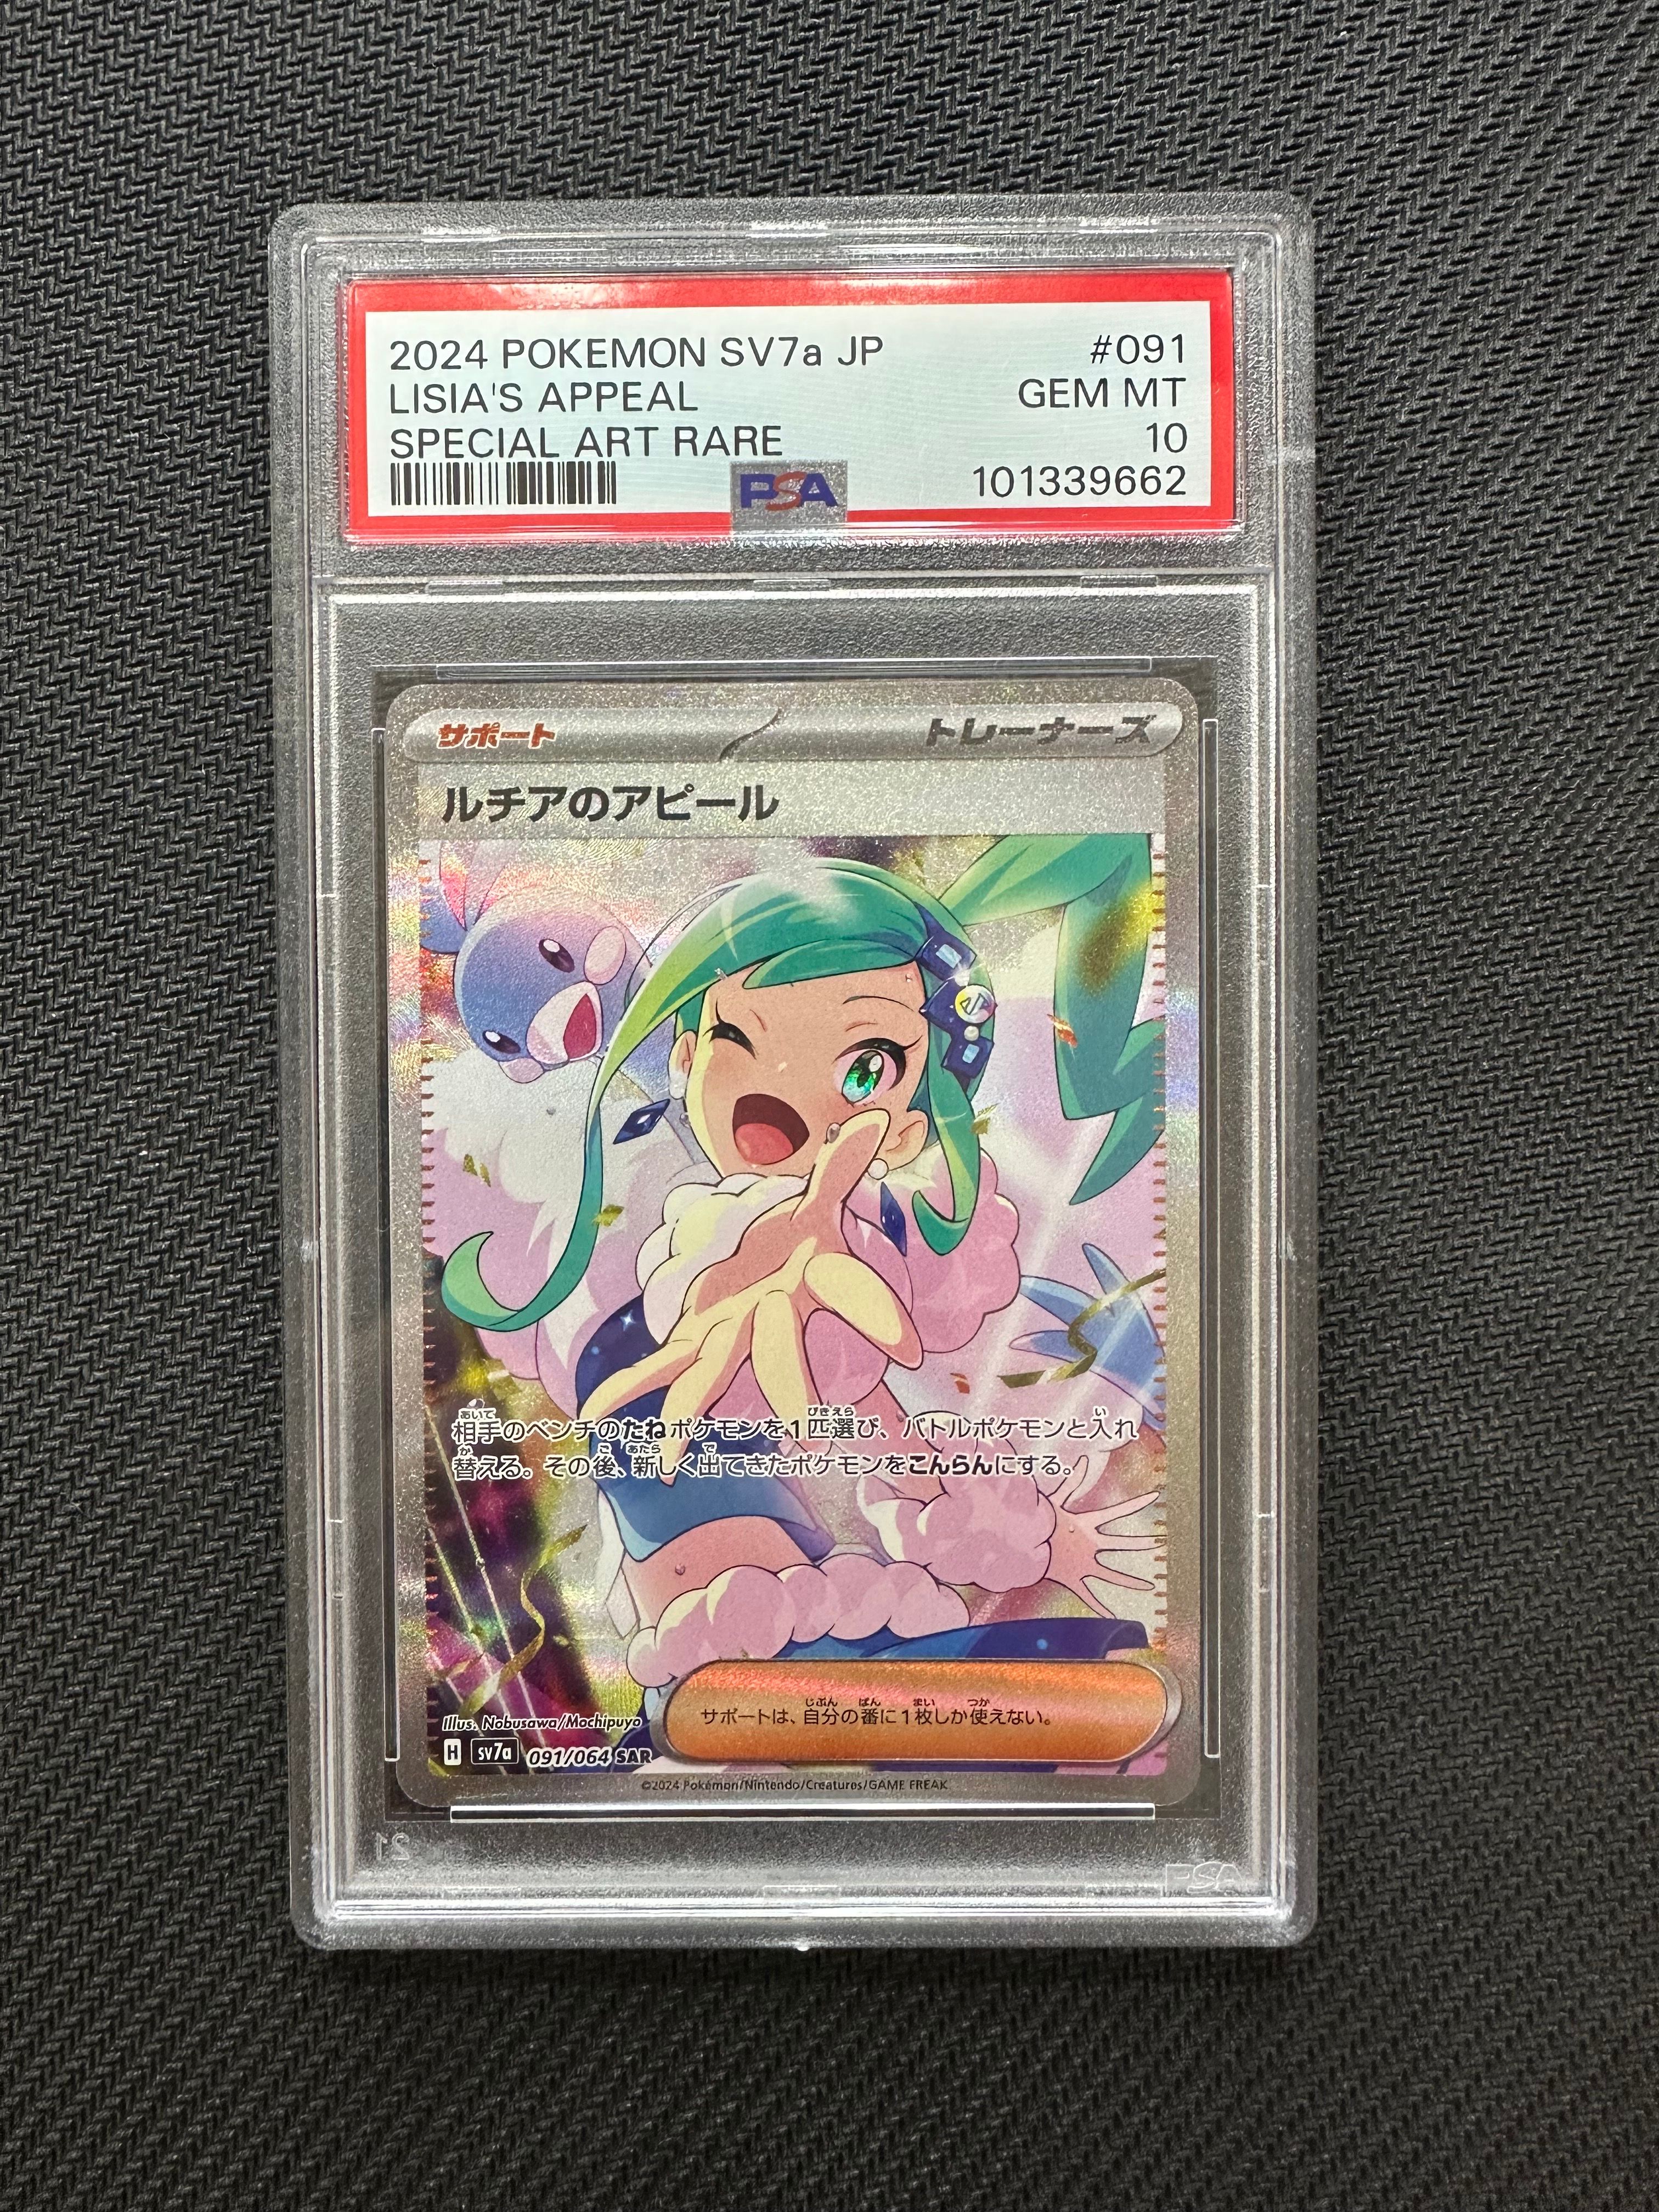 2024 POKEMON SV7a JP #091
LISIA'S APPEAL GEM MT
SPECIAL ART RARE 10
PSA 101339662
サポート トレーナーズ
ルチアのアピール
相手のベンチのたねポケモンを1匹選び、バトルポケモンと入れ
替える。その後、新しく出てきたポケモンをこんらんにする。
サポートは、自分の番に1枚しか使えない。
Illus. Nobusawa/Mochipuyo
H sv7a 091/064 SAR
©2024 Pokémon/Nintendo/Creatures/GAME FREAK
PSA